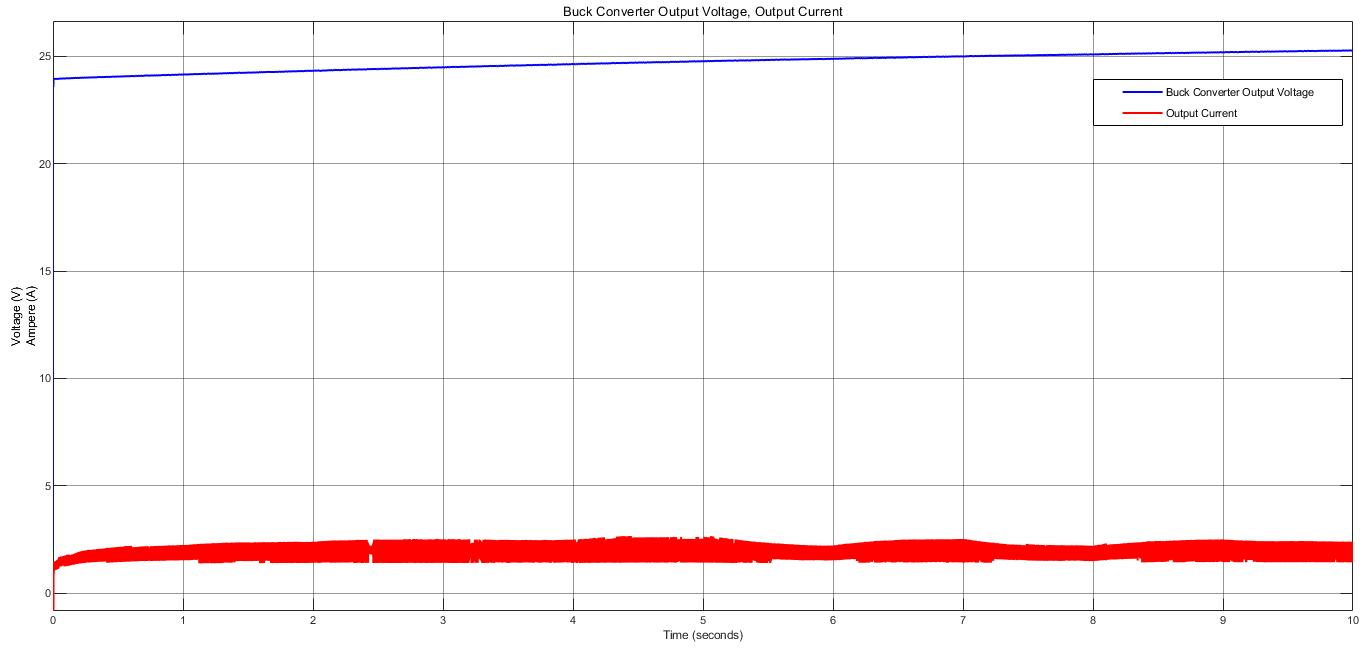 Buck Converter Output Voltage, Output Current
25
20
15
10
5
0
Voltage (V)
Ampere (A)
Buck Converter Output Voltage
Output Current
0 1 2 3 4 5 6 7 8 9 10
Time (seconds)